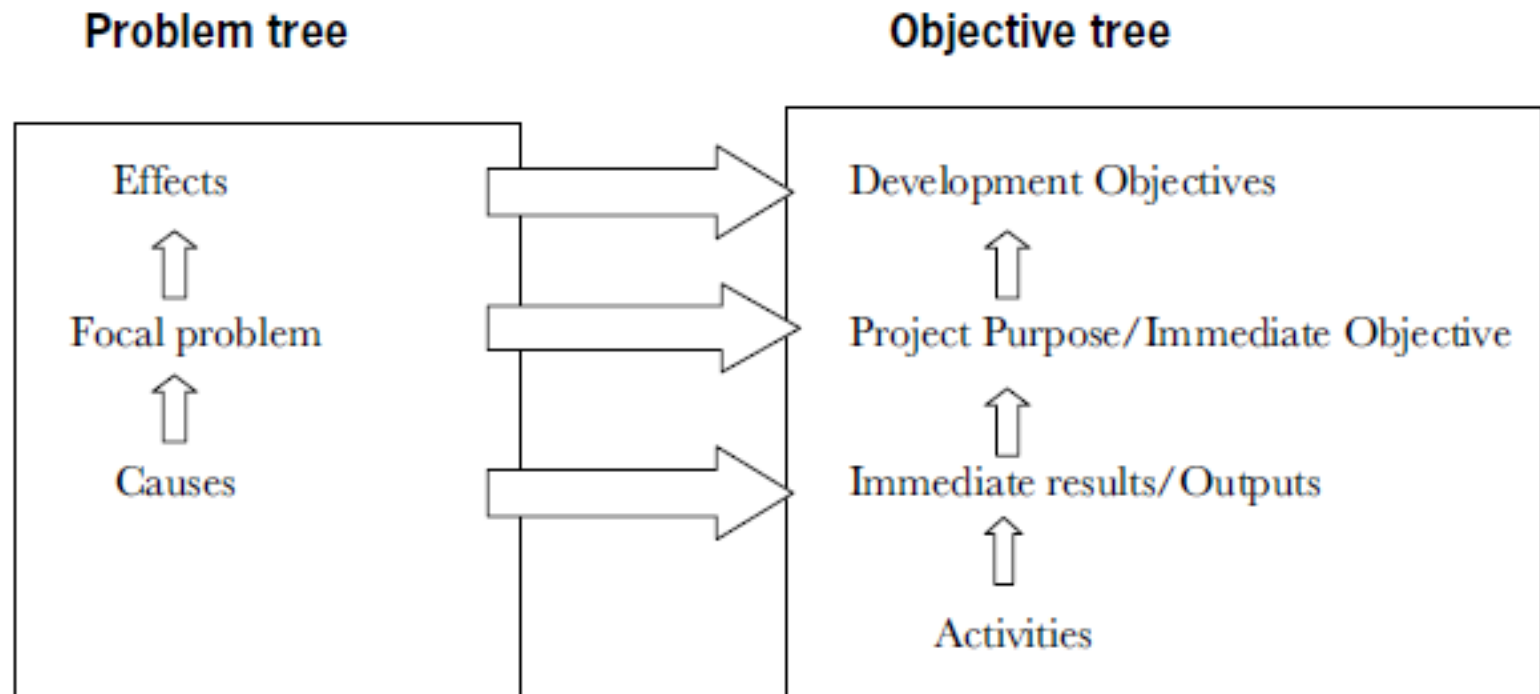 Problem tree
Objective tree
Effects
Development Objectives
Focal problem
Project Purpose/Immediate Objective
Causes
Immediate results/Outputs
Activities